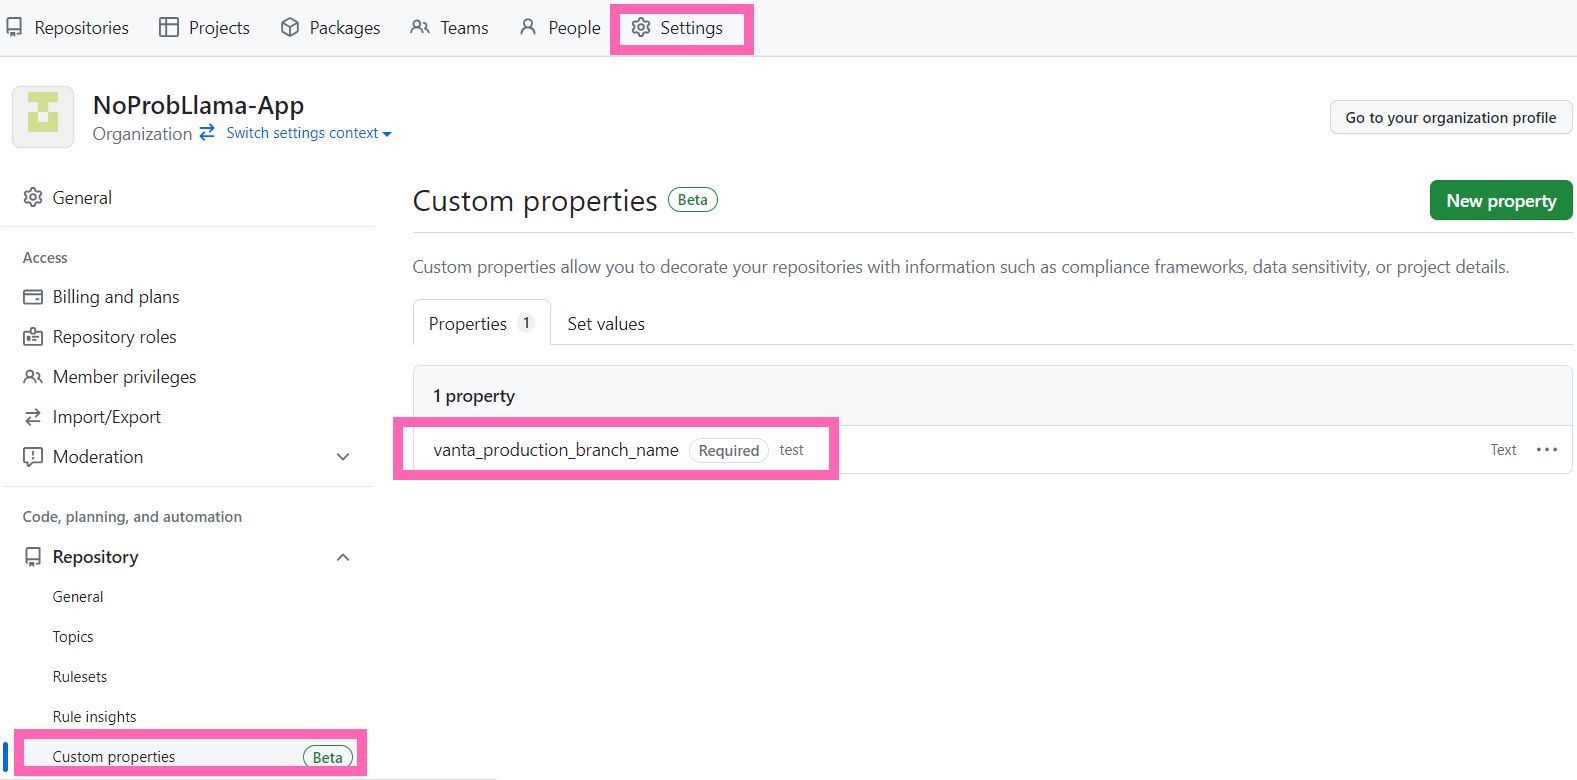 Repositories Projects Packages Teams People Settings
NoProbLlama-App
Organization Switch settings context
Go to your organization profile
General
Access
Billing and plans
Repository roles
Member privileges
Import/Export
Moderation
Code, planning, and automation
Repository
General
Topics
Rulesets
Rule insights
Custom properties Beta
Custom properties Beta
New property
Custom properties allow you to decorate your repositories with information such as compliance frameworks, data sensitivity, or project details.
Properties 1 Set values
1 property
vanta_production_branch_name Required test Text